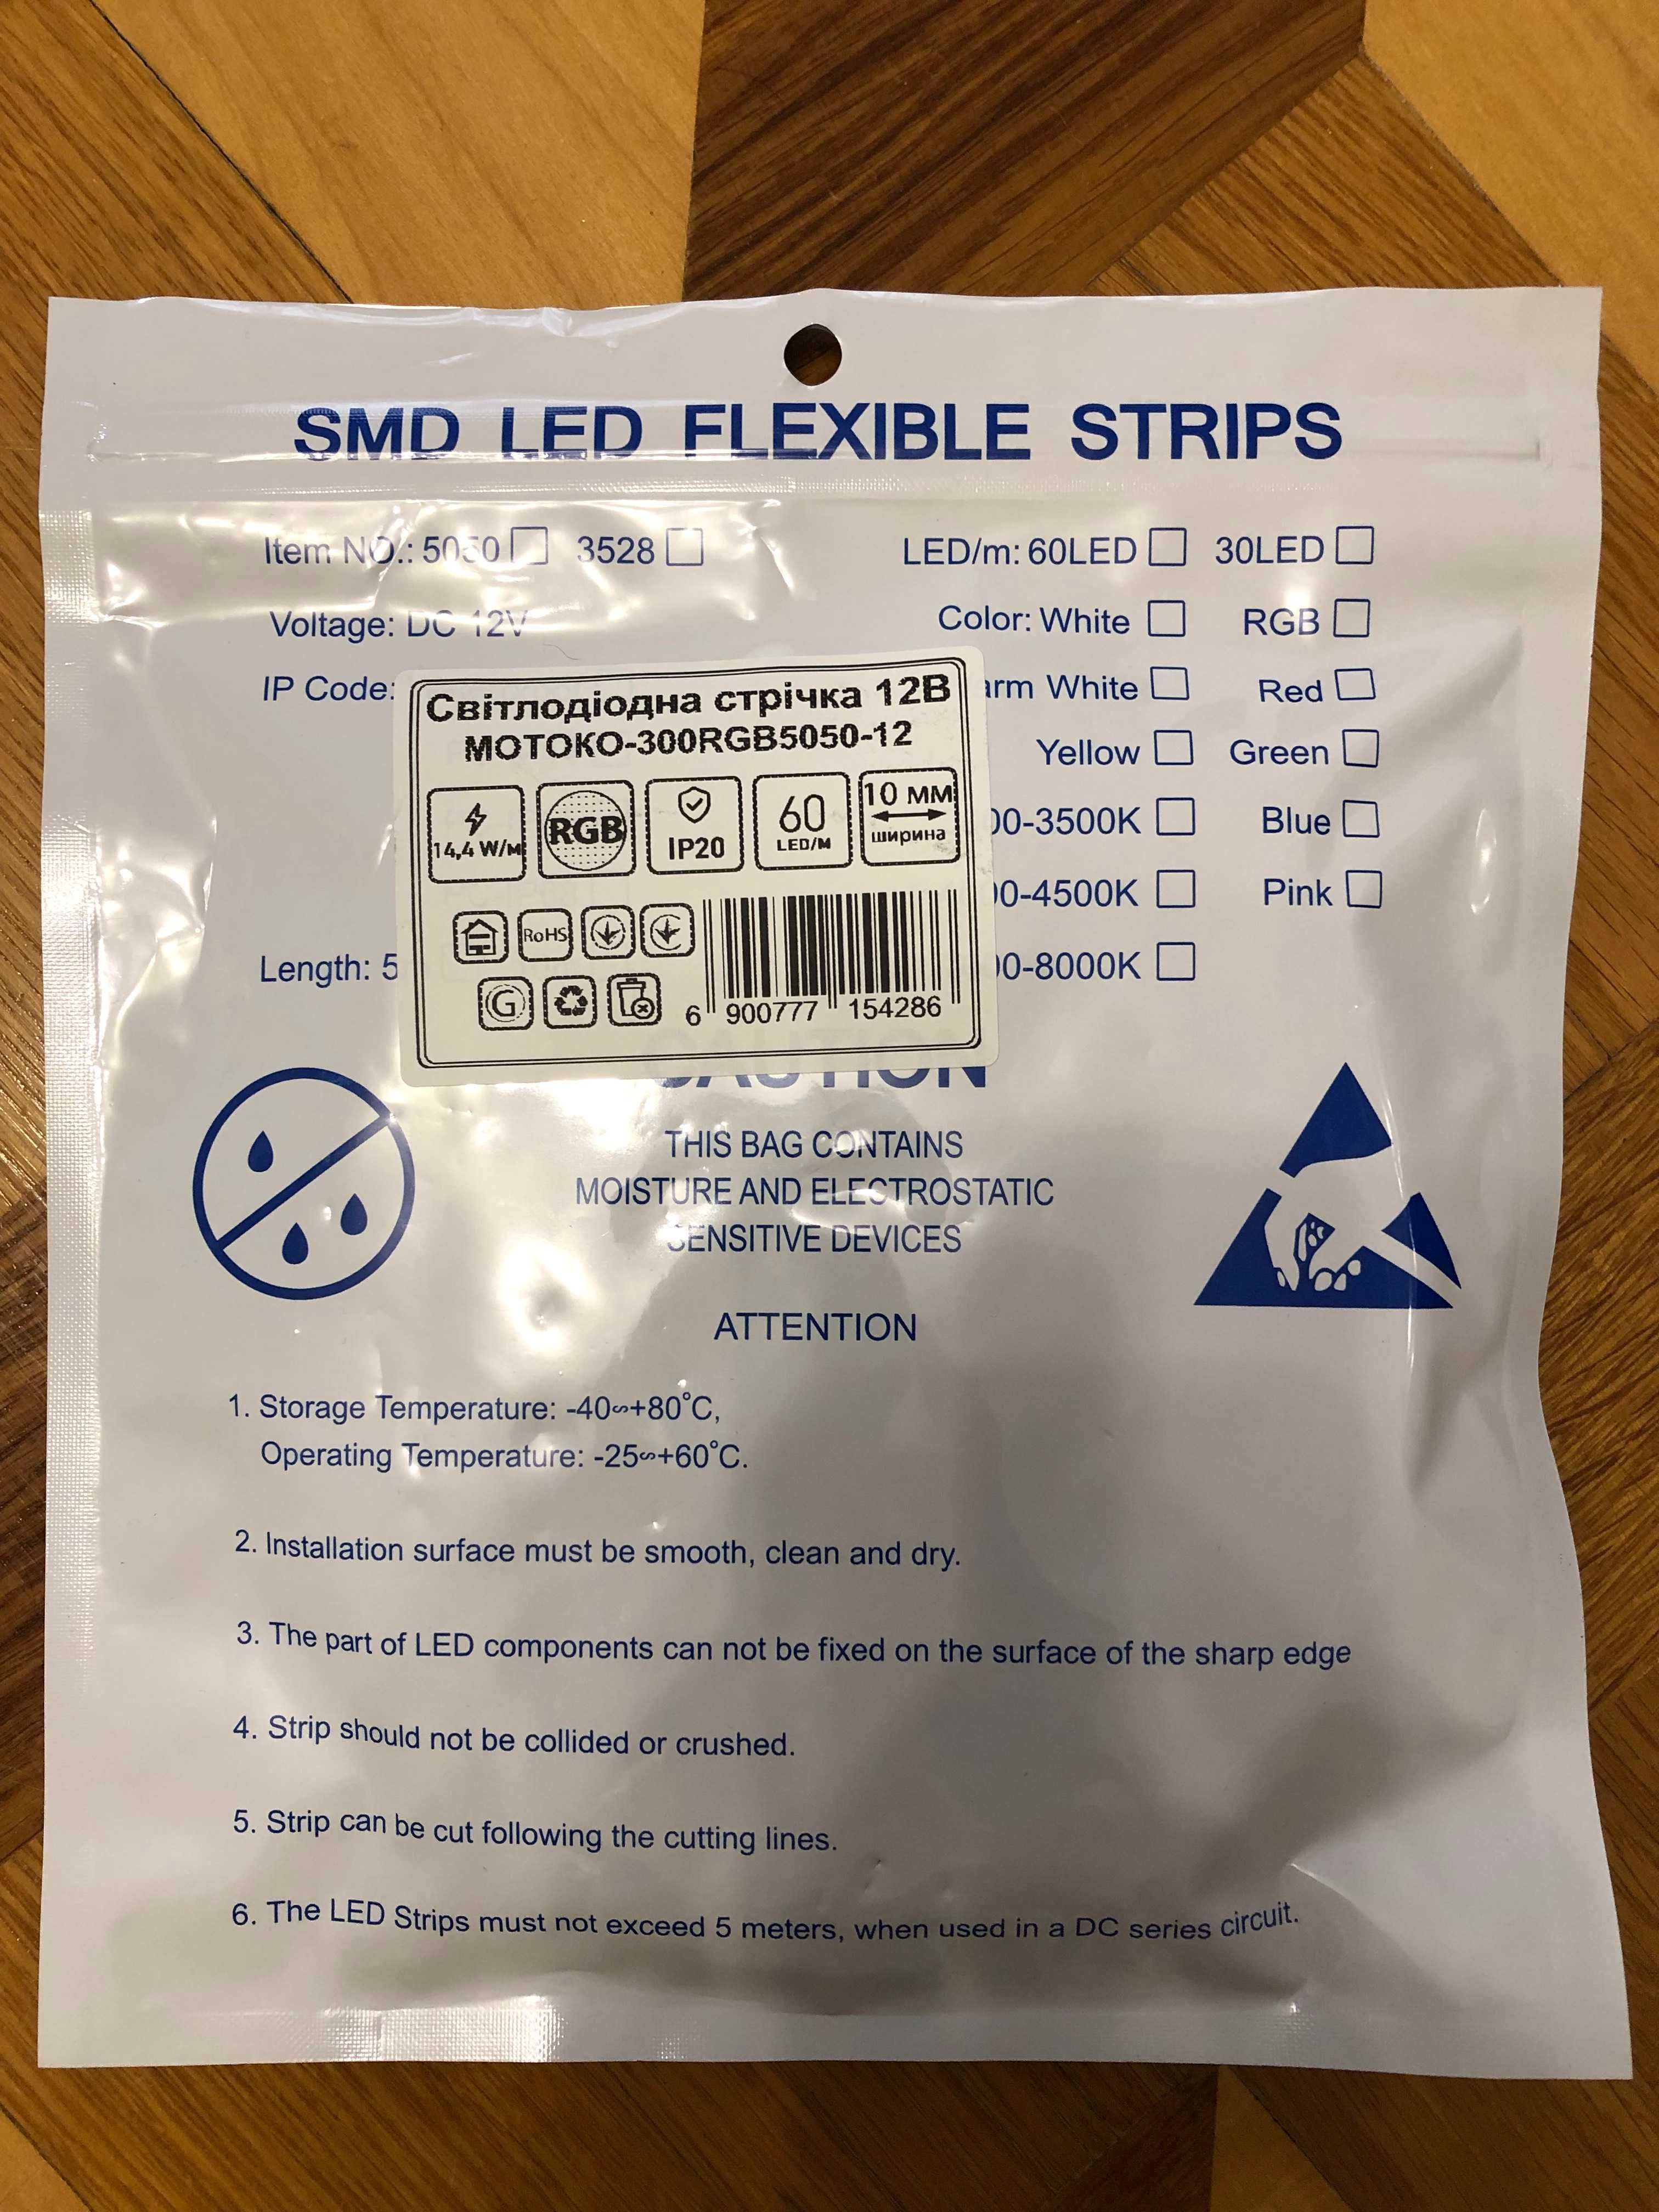 SMD LED FLEXIBLE STRIPS
Item NO.: 5050 3528 LED/m: 60LED 30LED
Voltage: DC 12V Color: White RGB
IP Code: White Red
Yellow Green
00-3500K Blue
00-4500K Pink
Length: 5 00-8000K
Світлодіодна стрічка 12В
МОТОКО-300RGB5050-12
14,4 W/м RGB IP20 60 LED/м 10 мм ширина
RoHS
G
6 900777 154286
CAUTION
THIS BAG CONTAINS
MOISTURE AND ELECTROSTATIC
SENSITIVE DEVICES
ATTENTION
1. Storage Temperature: -40~+80°C,
Operating Temperature: -25~+60°C.
2. Installation surface must be smooth, clean and dry.
3. The part of LED components can not be fixed on the surface of the sharp edge
4. Strip should not be collided or crushed.
5. Strip can be cut following the cutting lines.
6. The LED Strips must not exceed 5 meters, when used in a DC series circuit.